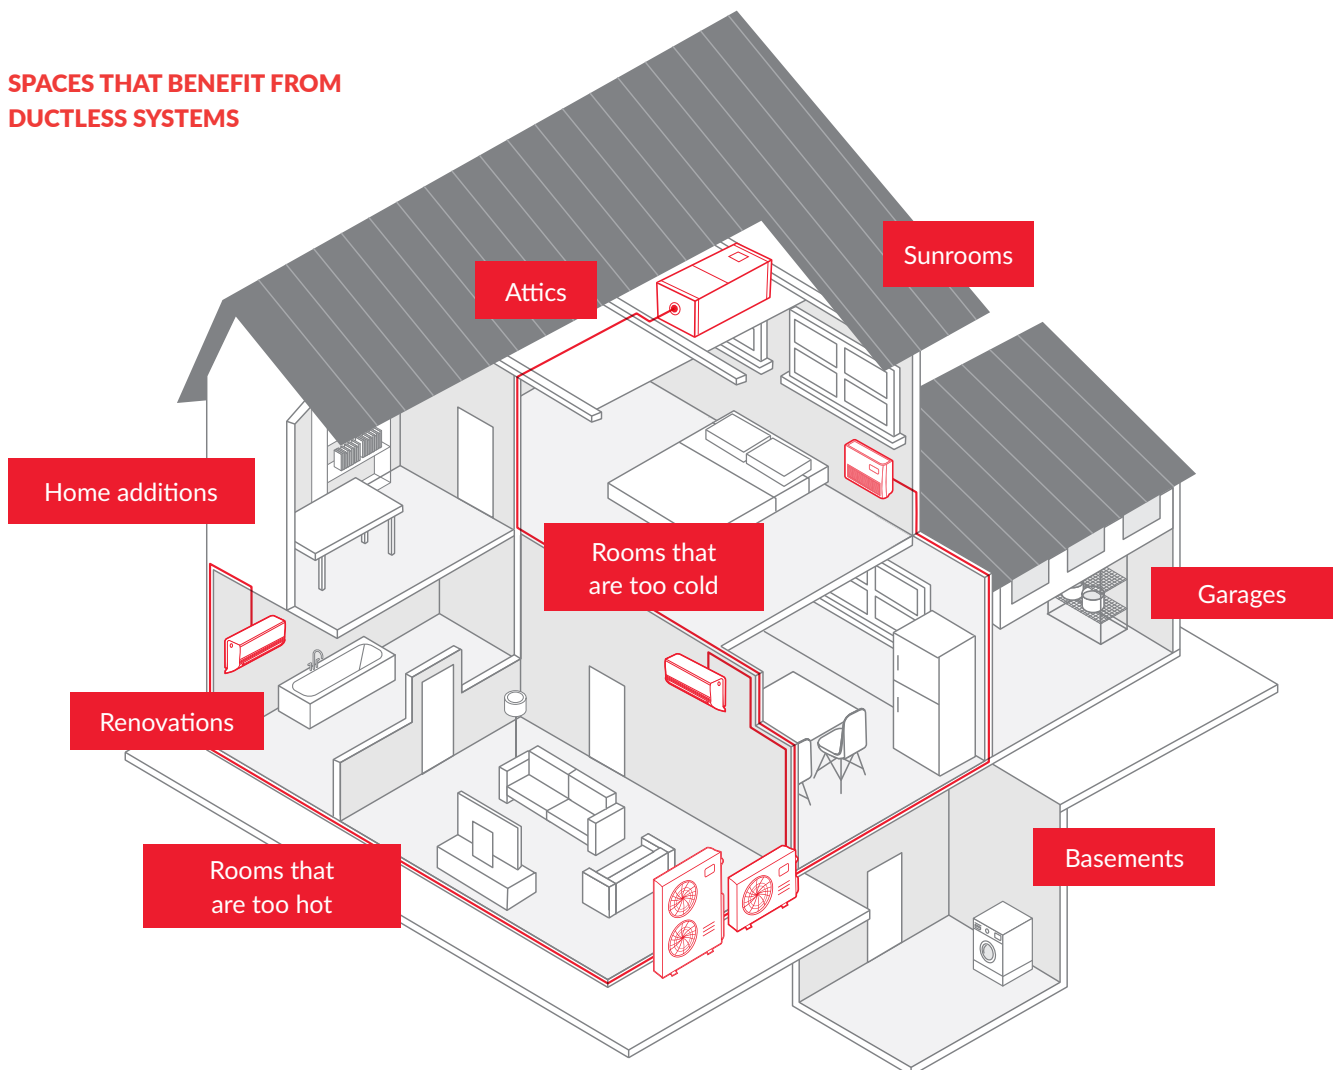 SPACES THAT BENEFIT FROM
DUCTLESS SYSTEMS
Sunrooms
Attics
Home additions
Rooms that
are too cold
Garages
Renovations
Rooms that
are too hot
Basements